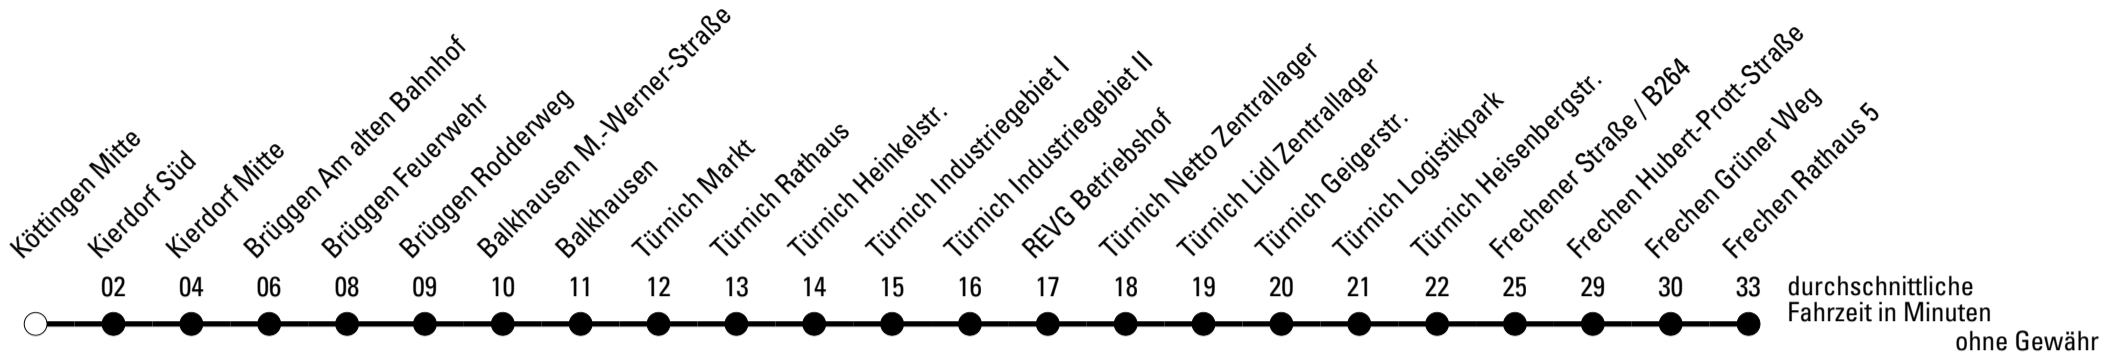 Köttingen Mitte
Kierdorf Süd
Kierdorf Mitte
Brüggen Am alten Bahnhof
Brüggen Feuerwehr
Brüggen Rodderweg
Balkhausen M.-Werner-Straße
Balkhausen
Türnich Markt
Türnich Rathaus
Türnich Heinkelstr.
Türnich Industriegebiet I
Türnich Industriegebiet II
REVG Betriebshof
Türnich Netto Zentrallager
Türnich Lidl Zentrallager
Türnich Geigerstr.
Türnich Logistikpark
Türnich Heisenbergstr.
Frechener Straße / B264
Frechen Hubert-Prott-Straße
Frechen Grüner Weg
Frechen Rathaus 5
02 04 06 08 09 10 11 12 13 14 15 16 17 18 19 20 21 22 25 29 30 33
durchschnittliche
Fahrzeit in Minuten
ohne Gewähr